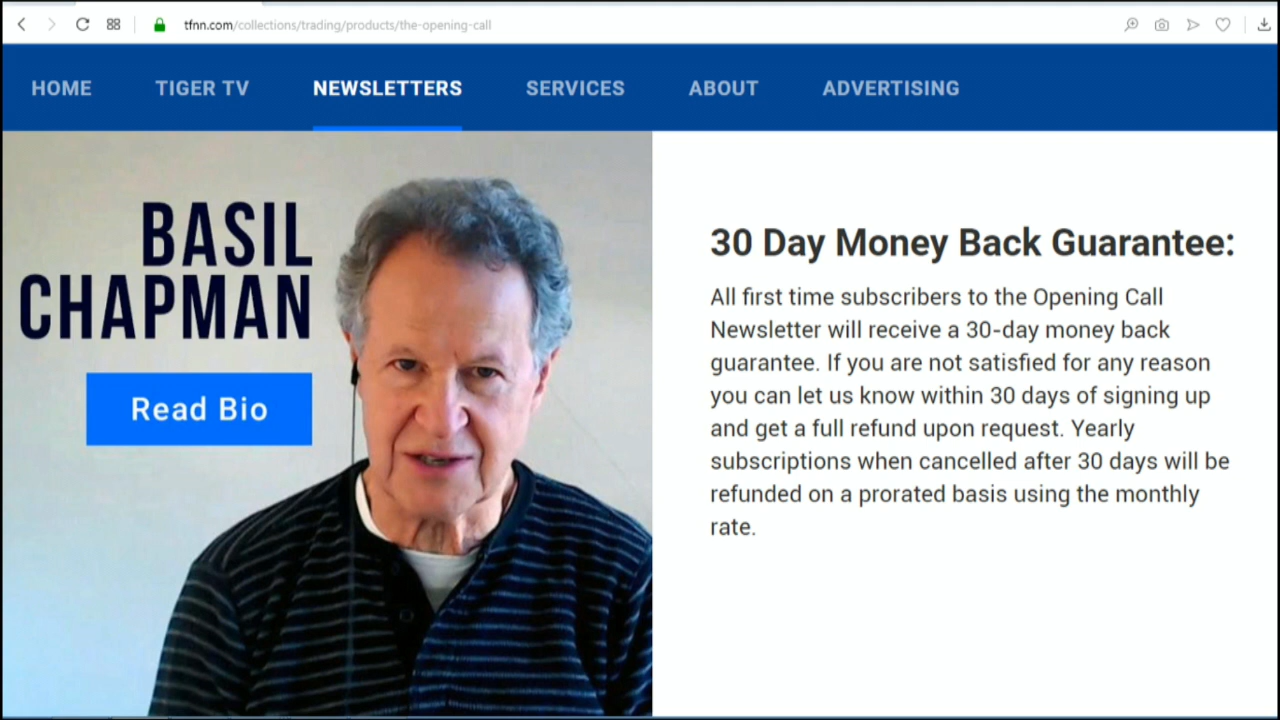 tfnn.com/collections/trading/products/the-opening-call
HOME TIGER TV NEWSLETTERS SERVICES ABOUT ADVERTISING
BASIL
CHAPMAN
Read Bio
30 Day Money Back Guarantee:
All first time subscribers to the Opening Call
Newsletter will receive a 30-day money back
guarantee. If you are not satisfied for any reason
you can let us know within 30 days of signing up
and get a full refund upon request. Yearly
subscriptions when cancelled after 30 days will be
refunded on a prorated basis using the monthly
rate.